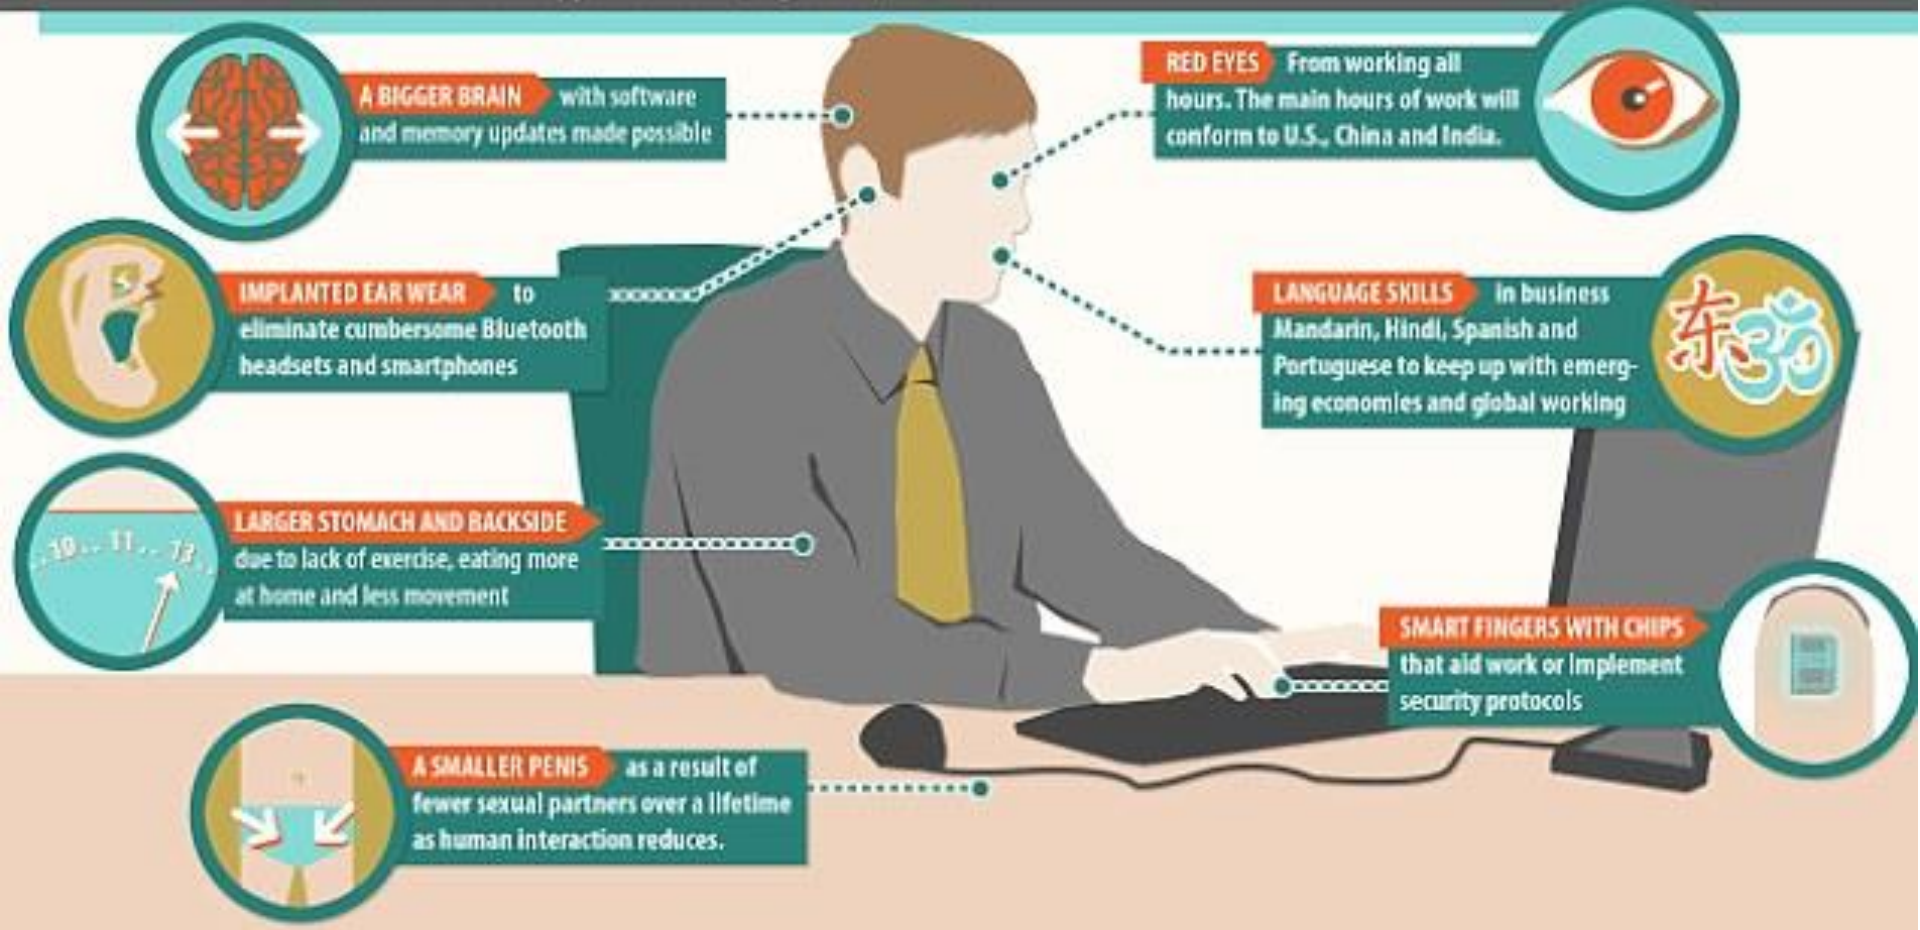 A BIGGER BRAIN with software
and memory updates made possible
RED EYES From working all
hours. The main hours of work will
conform to U.S., China and India.
IMPLANTED EAR WEAR to
eliminate cumbersome Bluetooth
headsets and smartphones
LANGUAGE SKILLS in business
Mandarin, Hindi, Spanish and
Portuguese to keep up with emerg-
ing economies and global working
东 ॐ
LARGER STOMACH AND BACKSIDE
due to lack of exercise, eating more
at home and less movement
..10.. 11.. 13..
SMART FINGERS WITH CHIPS
that aid work or implement
security protocols
A SMALLER PENIS as a result of
fewer sexual partners over a lifetime
as human interaction reduces.